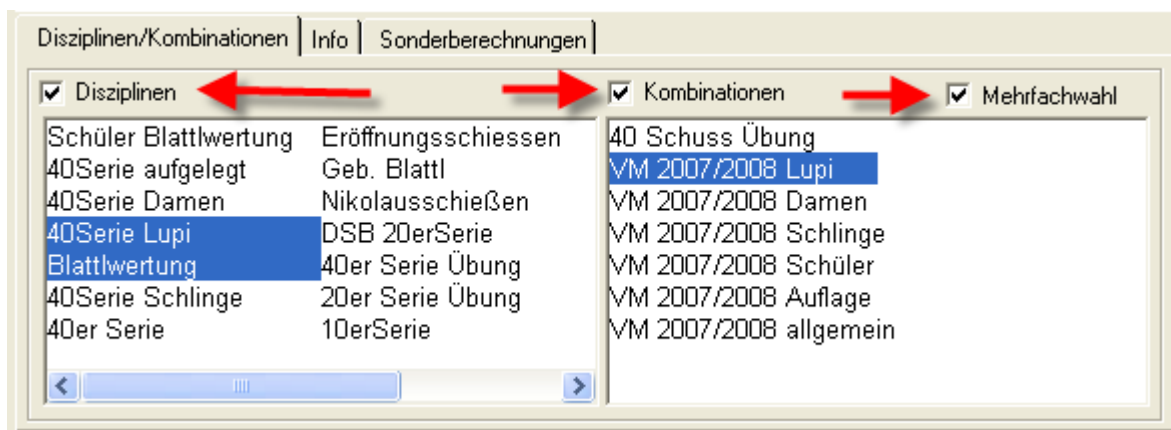 Disziplinen/Kombinationen Info Sonderberechnungen
Disziplinen
Schüler Blattlwertung Eröffnungsschiessen
40Serie aufgelegt Geb. Blattl
40Serie Damen Nikolausschießen
40Serie Lupi DSB 20erSerie
Blattlwertung 40er Serie Übung
40Serie Schlinge 20er Serie Übung
40er Serie 10erSerie
Kombinationen Mehrfachwahl
40 Schuss Übung
VM 2007/2008 Lupi
VM 2007/2008 Damen
VM 2007/2008 Schlinge
VM 2007/2008 Schüler
VM 2007/2008 Auflage
VM 2007/2008 allgemein